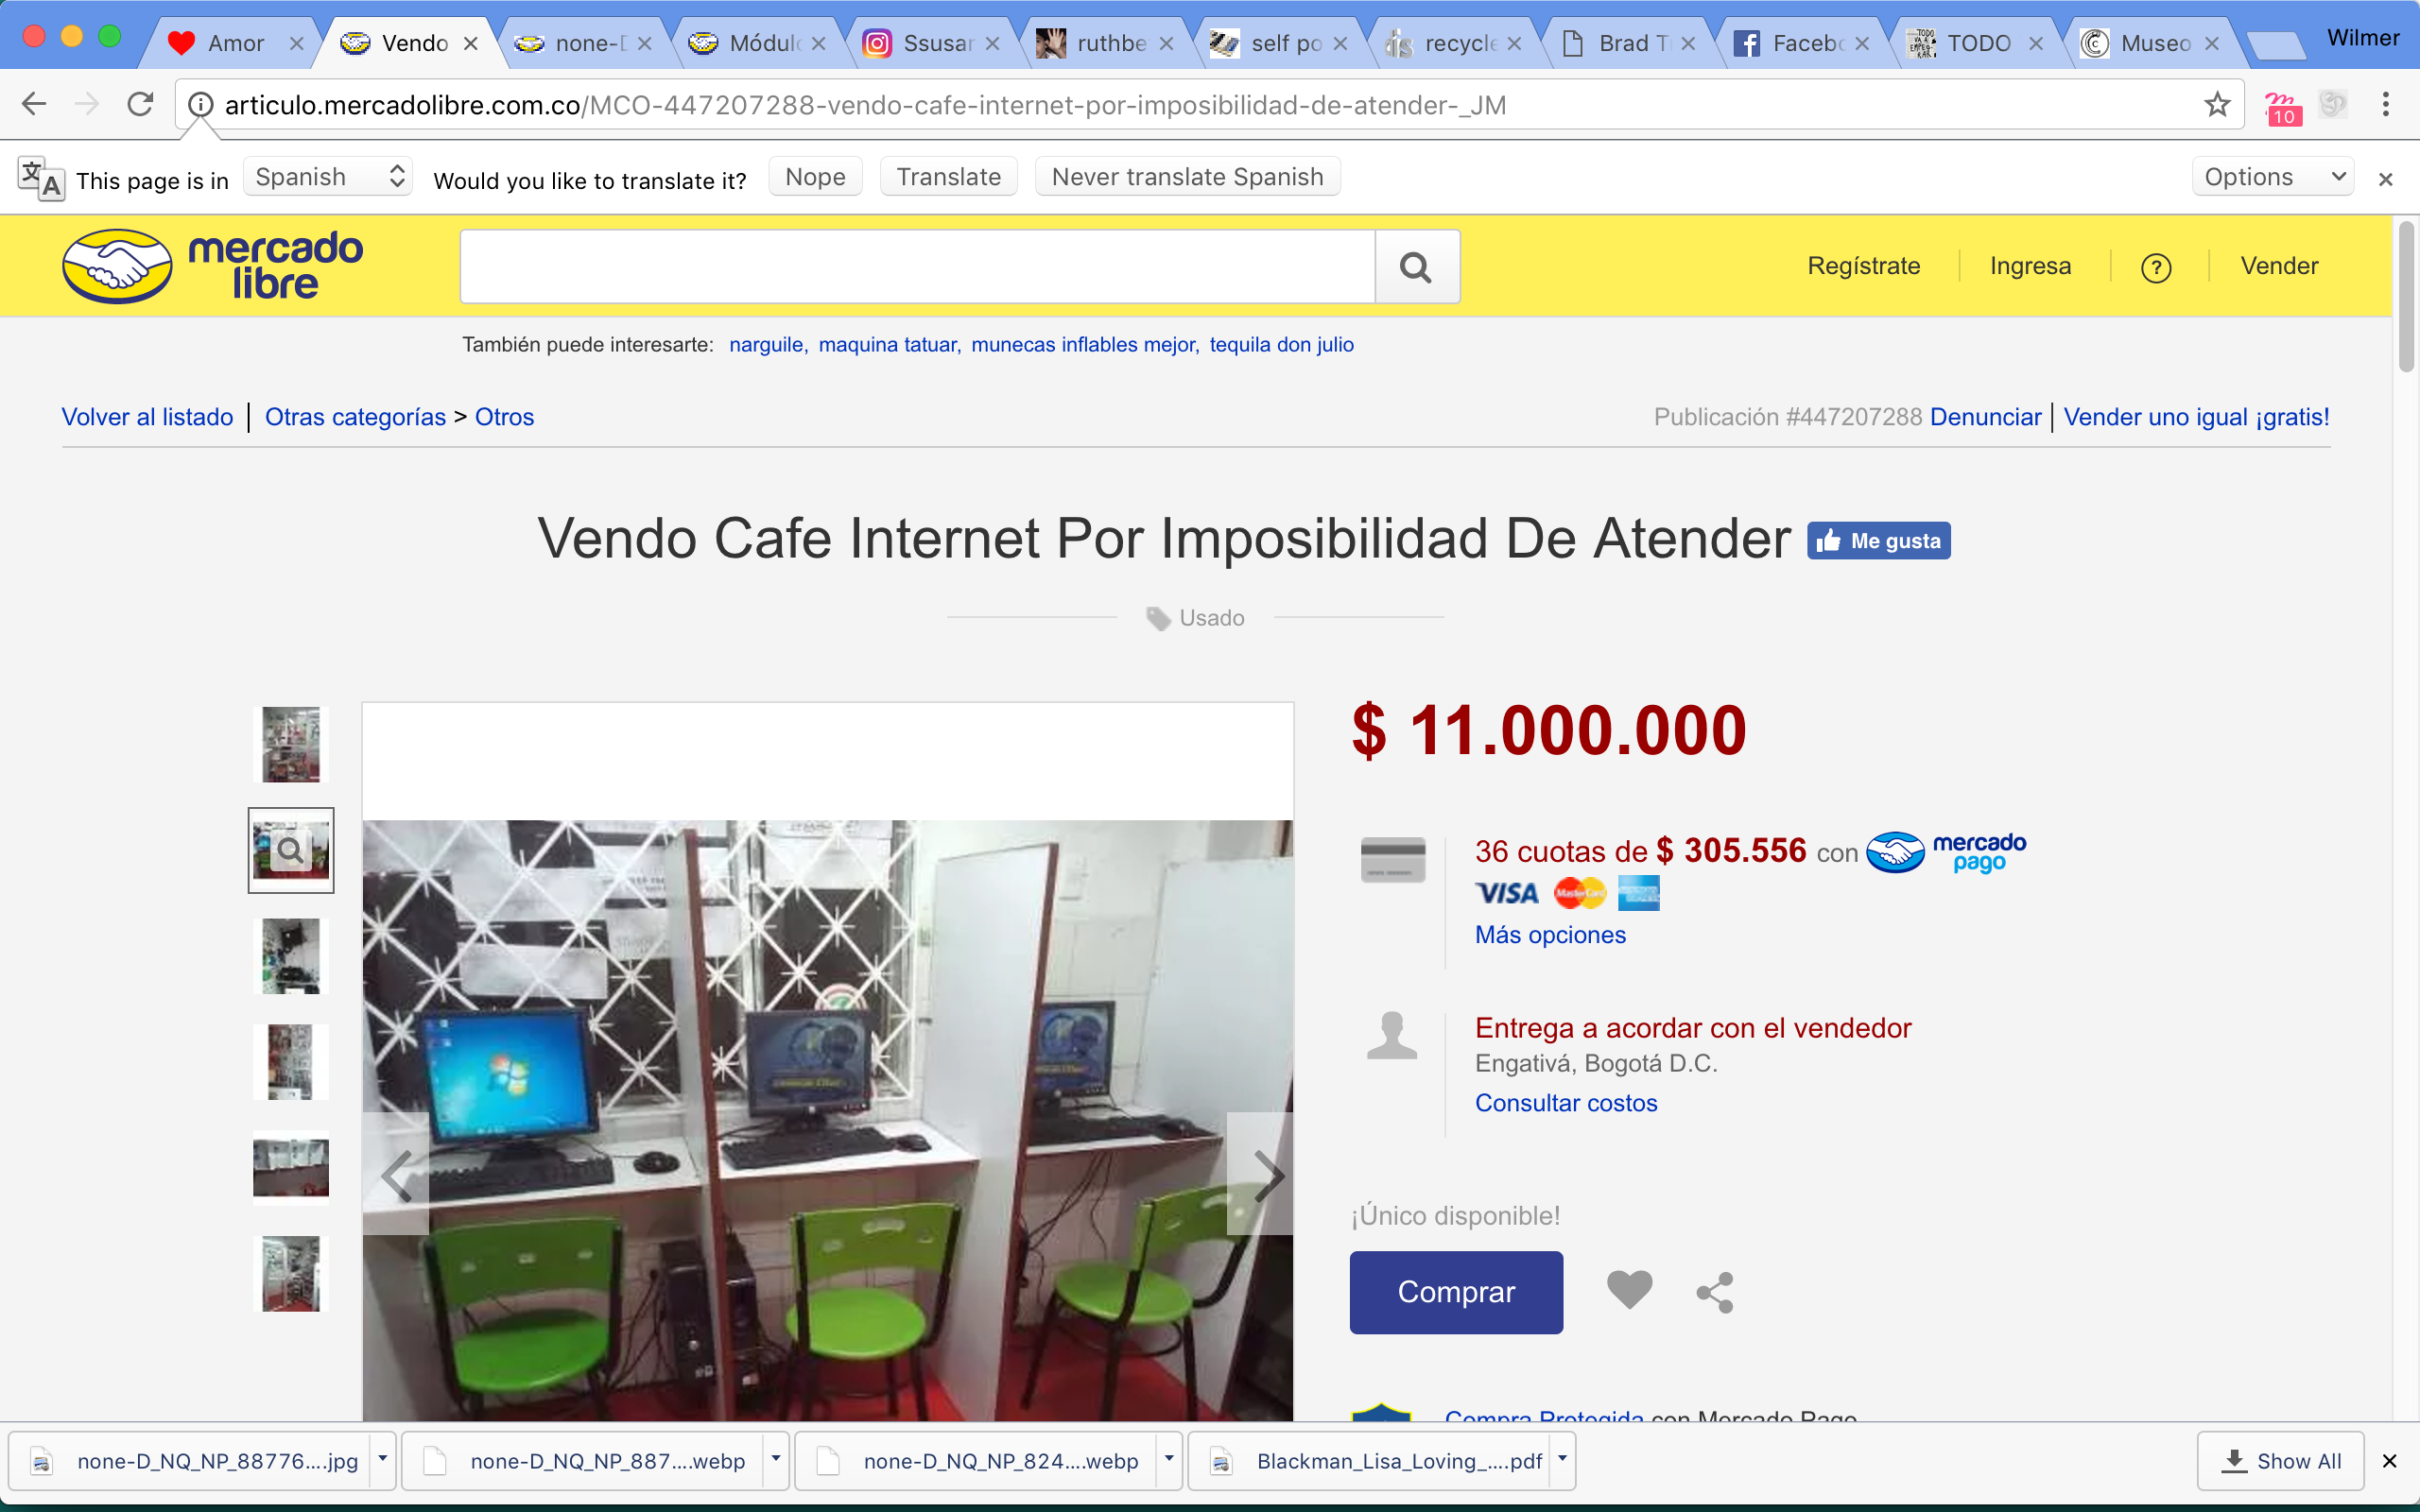 Amor
Vendo
none-D
Módulo
Ssusar
ruthbe
self po
recycle
Brad T
Facebo
TODO
Museo
Wilmer
articulo.mercadolibre.com.co/MCO-447207288-vendo-cafe-internet-por-imposibilidad-de-atender-_JM
10
This page is in Spanish Would you like to translate it? Nope Translate Never translate Spanish Options
mercado
libre
Regístrate Ingresa ? Vender
También puede interesarte: narguile, maquina tatuar, munecas inflables mejor, tequila don julio
Volver al listado | Otras categorías > Otros
Publicación #447207288 Denunciar | Vender uno igual ¡gratis!
Vendo Cafe Internet Por Imposibilidad De Atender Me gusta
Usado
$ 11.000.000
36 cuotas de $ 305.556 con mercado pago
VISA MasterCard AMERICAN EXPRESS
Más opciones
Entrega a acordar con el vendedor
Engativá, Bogotá D.C.
Consultar costos
¡Único disponible!
Comprar
Compra Protegida con Mercado Pago
none-D_NQ_NP_88776....jpg
none-D_NQ_NP_887....webp
none-D_NQ_NP_824....webp
Blackman_Lisa_Loving_....pdf
Show All